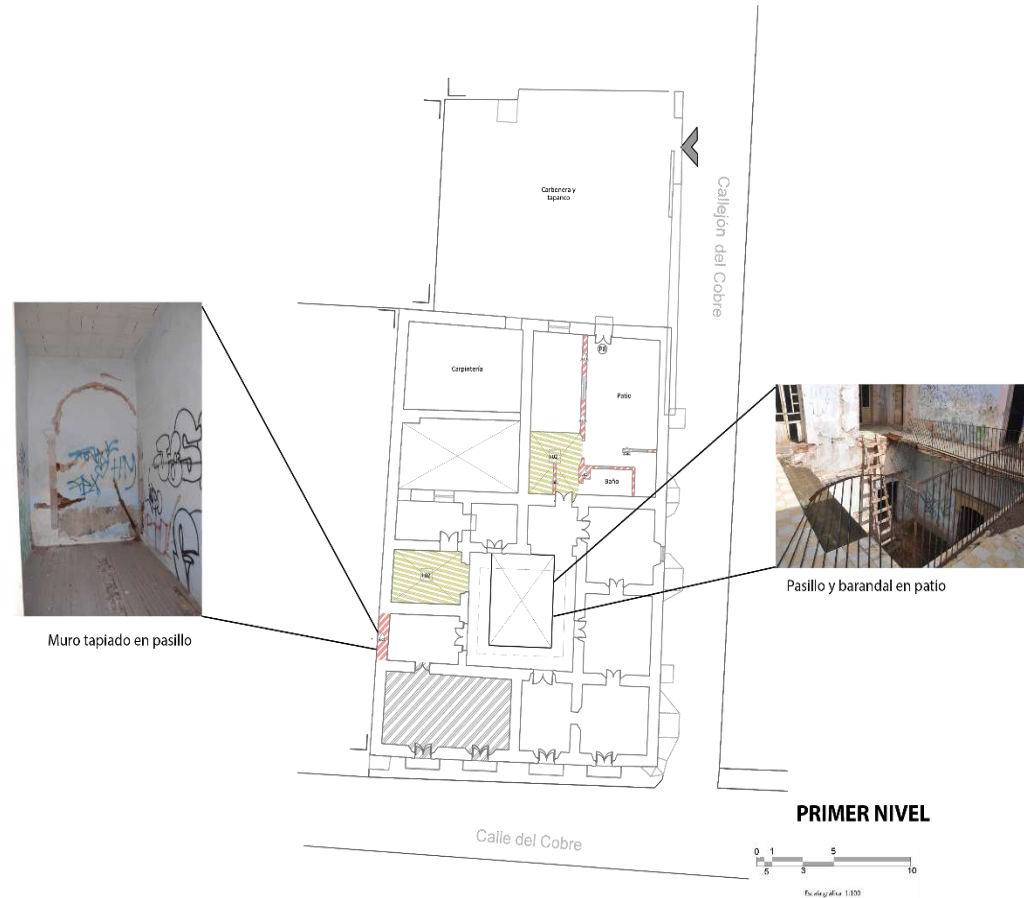 Carbonera y
tapanco
Callejón del Cobre
Carpintería
Patio
Baño
Muro tapiado en pasillo
Pasillo y barandal en patio
PRIMER NIVEL
Calle del Cobre
0 1 5
5 3 10
Escala gráfica 1:100